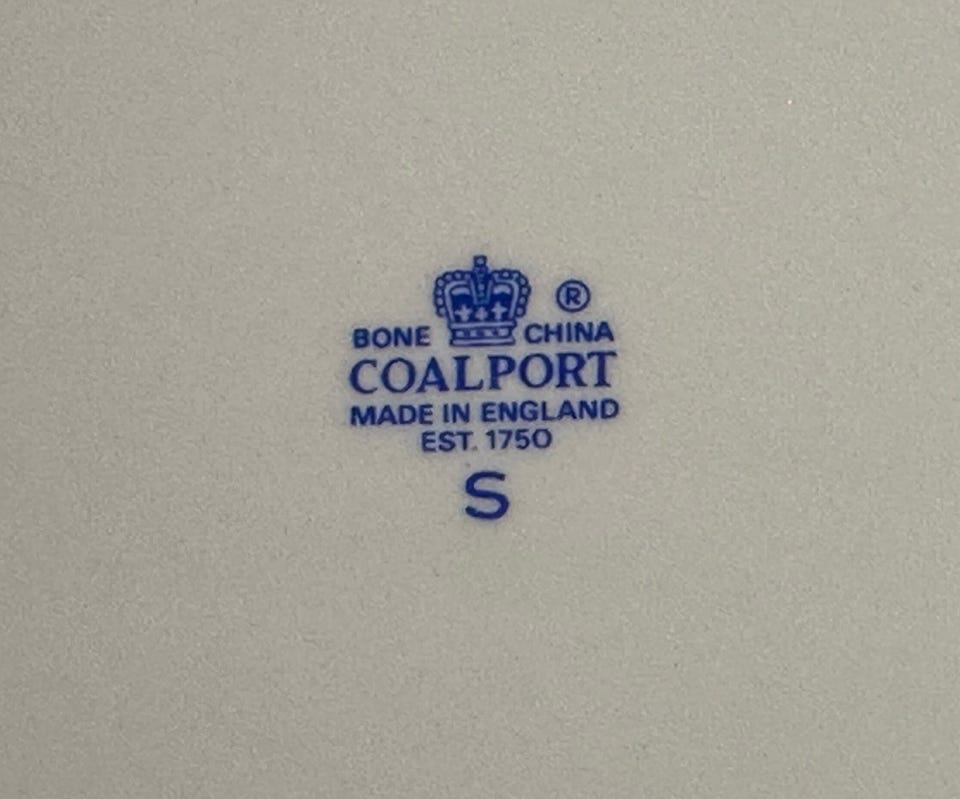 ®
BONE CHINA
COALPORT
MADE IN ENGLAND
EST. 1750
S